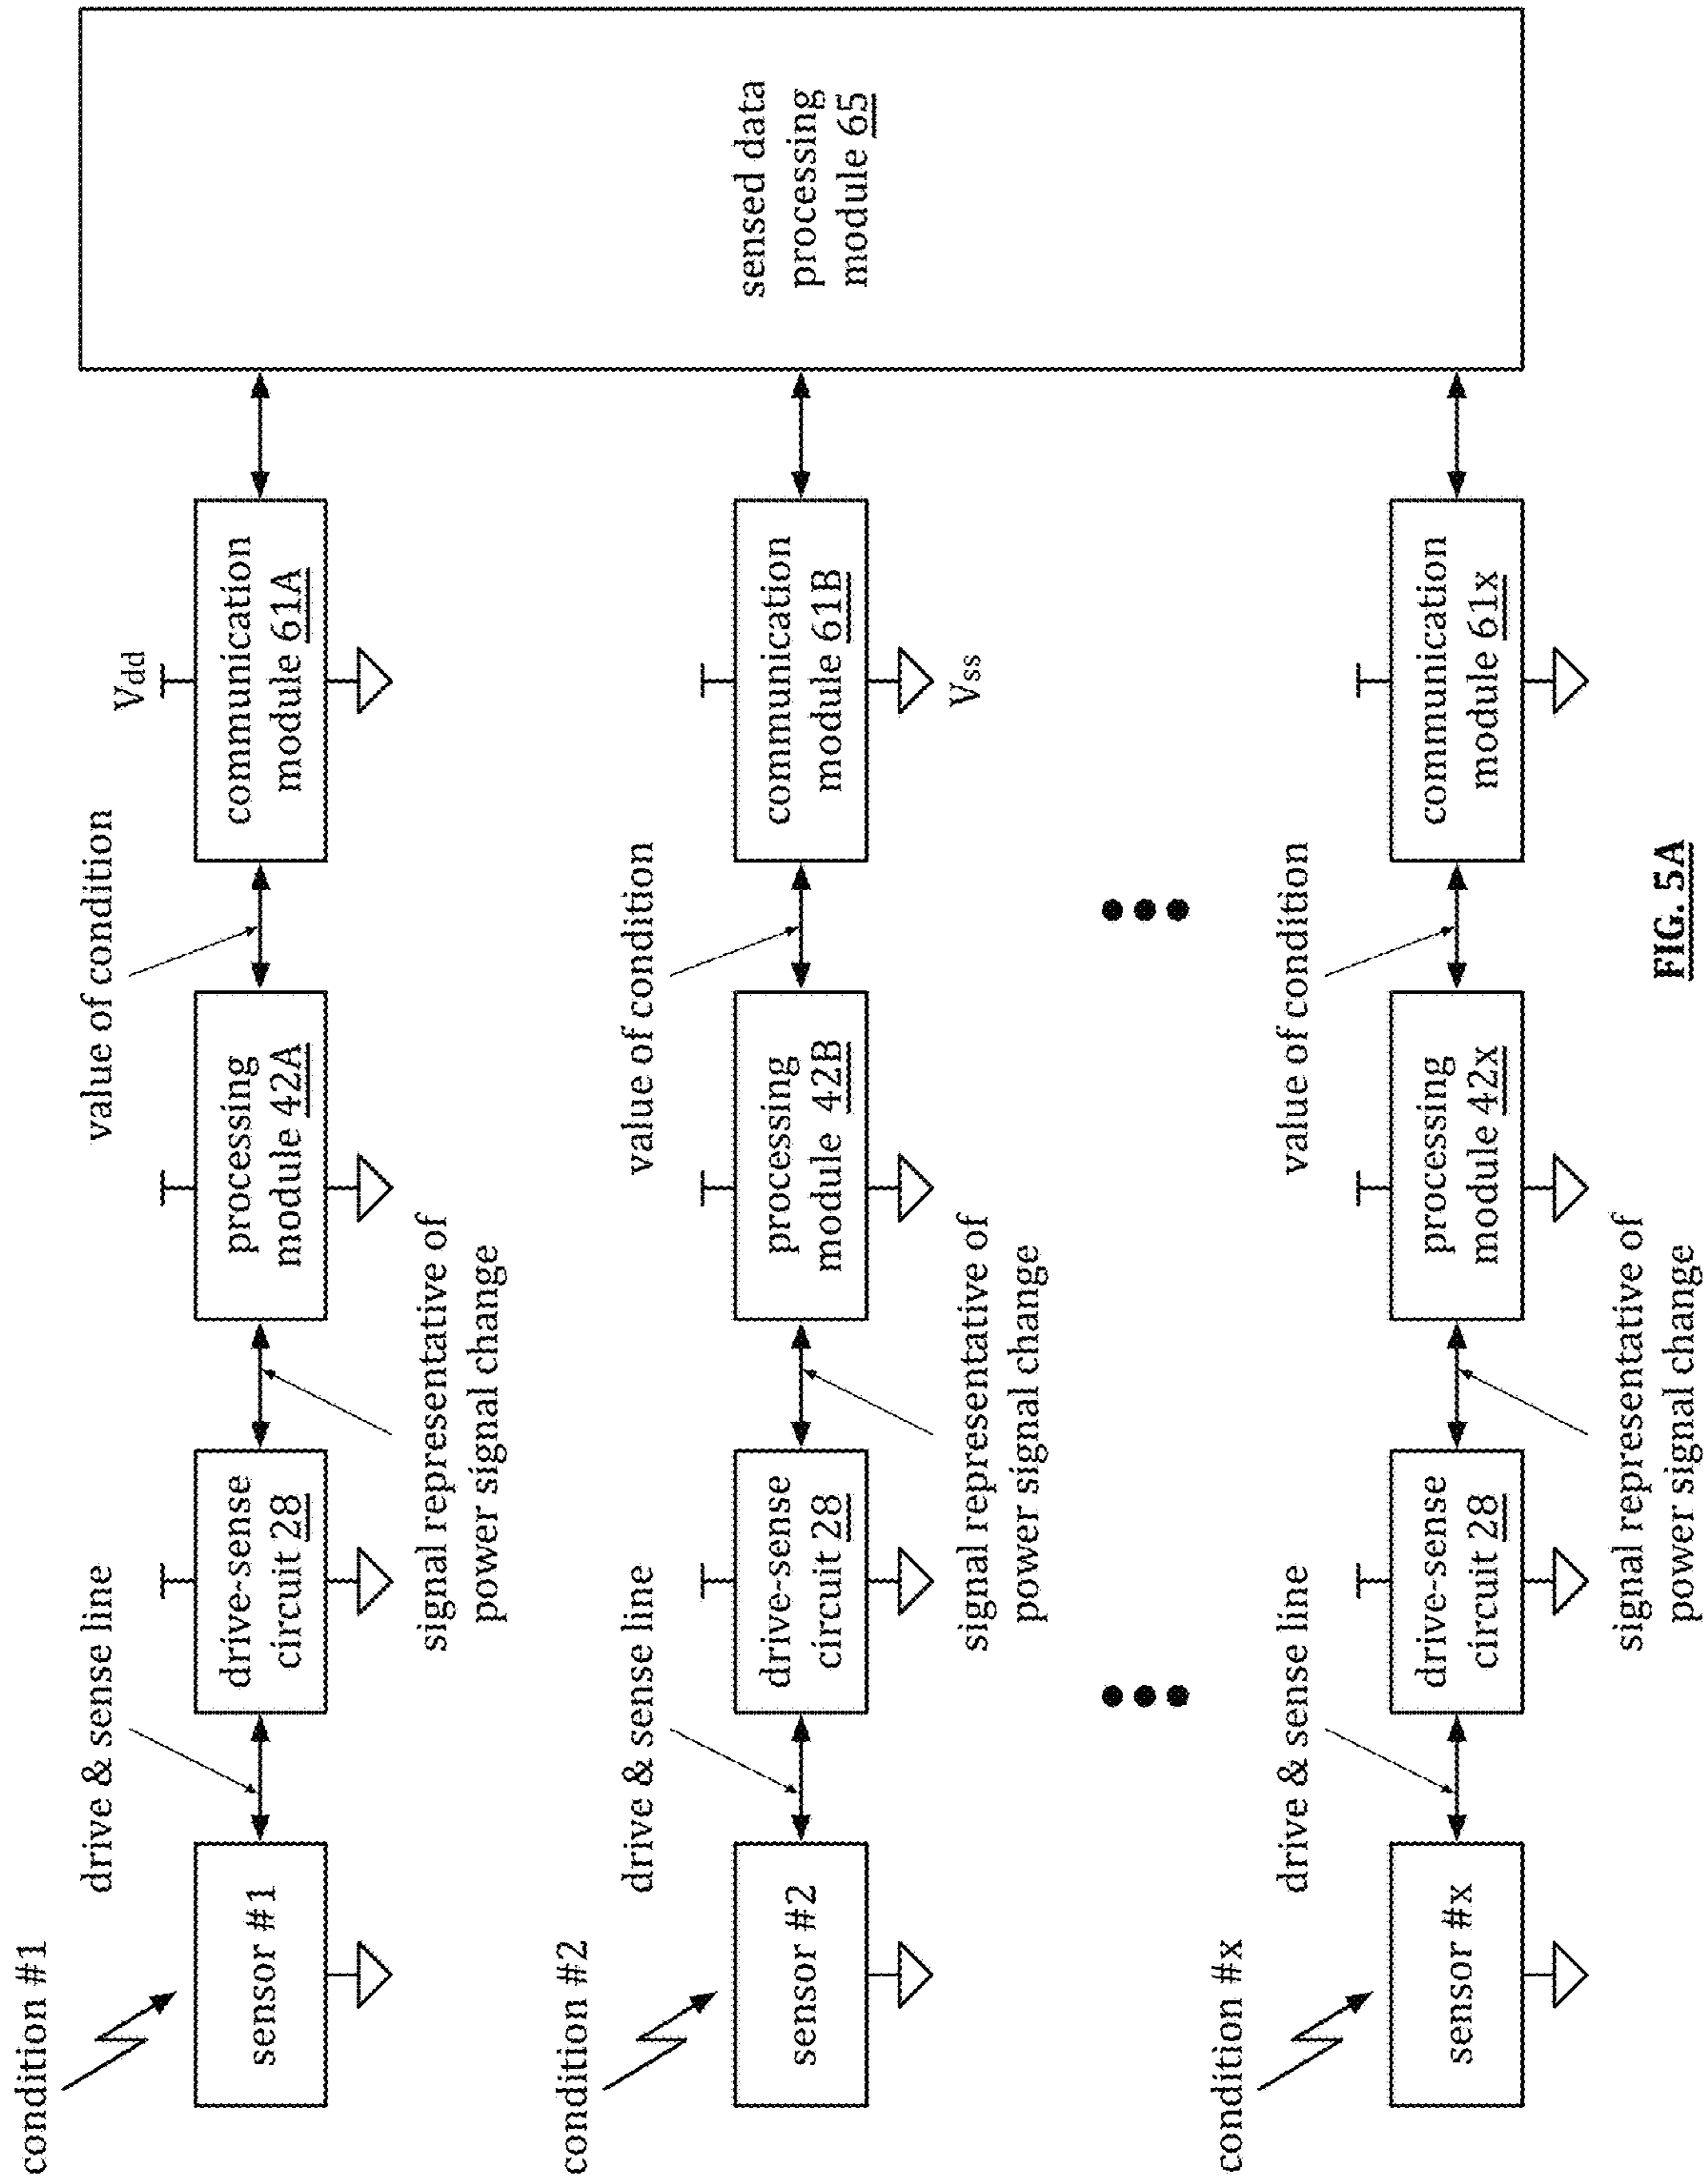 condition #1
drive & sense line
value of condition
Vdd
sensor #1
drive-sense
circuit 28
processing
module 42A
communication
module 61A
signal representative of
power signal change
condition #2
drive & sense line
value of condition
sensor #2
drive-sense
circuit 28
processing
module 42B
communication
module 61B
Vss
signal representative of
power signal change
sensed data
processing
module 65
condition #x
drive & sense line
value of condition
sensor #x
drive-sense
circuit 28
processing
module 42x
communication
module 61x
signal representative of
power signal change
FIG. 5A